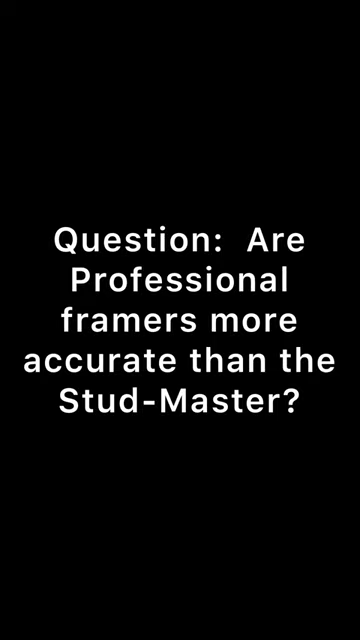 Question:  Are
Professional
framers more
accurate than the
Stud-Master?